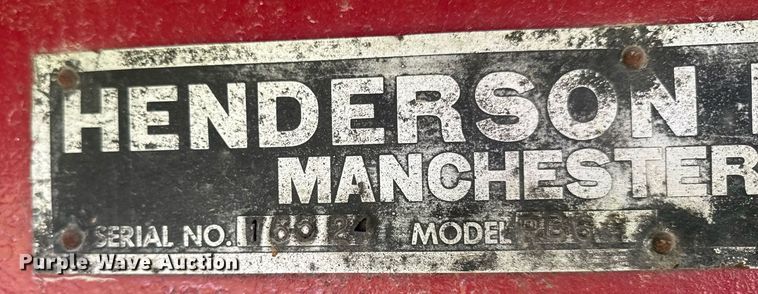 HENDERSON
MANCHESTER
SERIAL NO. MODEL
Purple Wave Auction